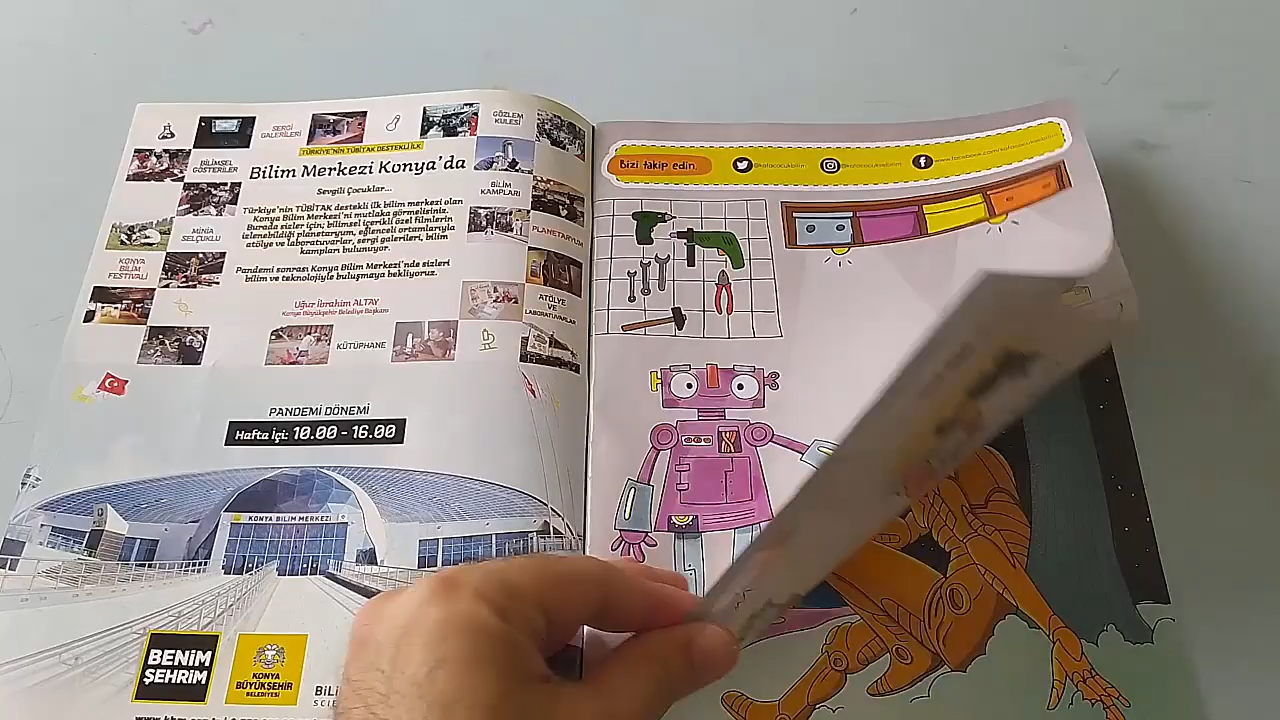 SERGİ
GALERİLERİ
GÖZLEM
KULESİ
TÜRKİYE'NİN TÜBİTAK DESTEKLİ İLK
BİLİMSEL
GÖSTERİLER
Bilim Merkezi Konya'da
BİLİM
KAMPLARI
Sevgili Çocuklar...
Türkiye'nin TÜBİTAK destekli ilk bilim merkezi olan
Konya Bilim Merkezi'ni mutlaka görmelisiniz.
Burada sizler için; bilimsel içerikli özel filmlerin
izlenebildiği planetaryum, eğlenceli ortamlarıyla
atölye ve laboratuvarlar, sergi galerileri, bilim
kampları bulunuyor.
MİNİA
SELÇUKLU
PLANETARYUM
KONYA
BİLİM
FESTİVALİ
Pandemi sonrası Konya Bilim Merkezi'nde sizleri
bilim ve teknolojiyle buluşmaya bekliyoruz.
ATÖLYE
VE
LABORATUVARLAR
Uğur İbrahim ALTAY
Konya Büyükşehir Belediye Başkanı
KÜTÜPHANE
PANDEMİ DÖNEMİ
Hafta İçi: 10.00 - 16.00
KONYA BİLİM MERKEZİ
BENİM
ŞEHRİM
KONYA
BÜYÜKŞEHİR
BELEDİYESİ
Bizi takip edin.
@kafacocukbilim
@kafacocukvebilim